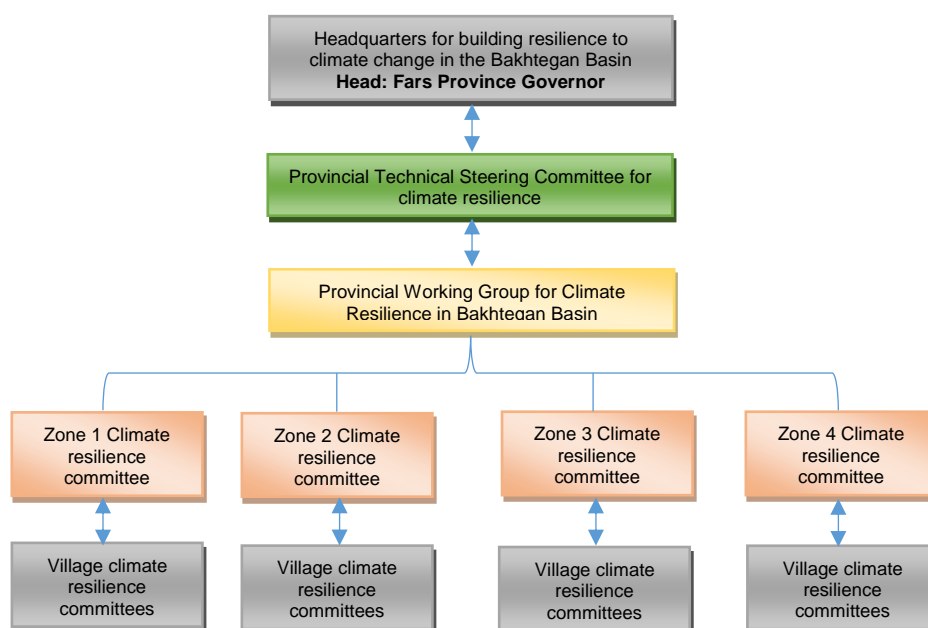 Headquarters for building resilience to
climate change in the Bakhtegan Basin
Head: Fars Province Governor
Provincial Technical Steering Committee for
climate resilience
Provincial Working Group for Climate
Resilience in Bakhtegan Basin
Zone 1 Climate
resilience
committee
Zone 2 Climate
resilience
committee
Zone 3 Climate
resilience
committee
Zone 4 Climate
resilience
committee
Village climate
resilience
committees
Village climate
resilience
committees
Village climate
resilience
committees
Village climate
resilience
committees